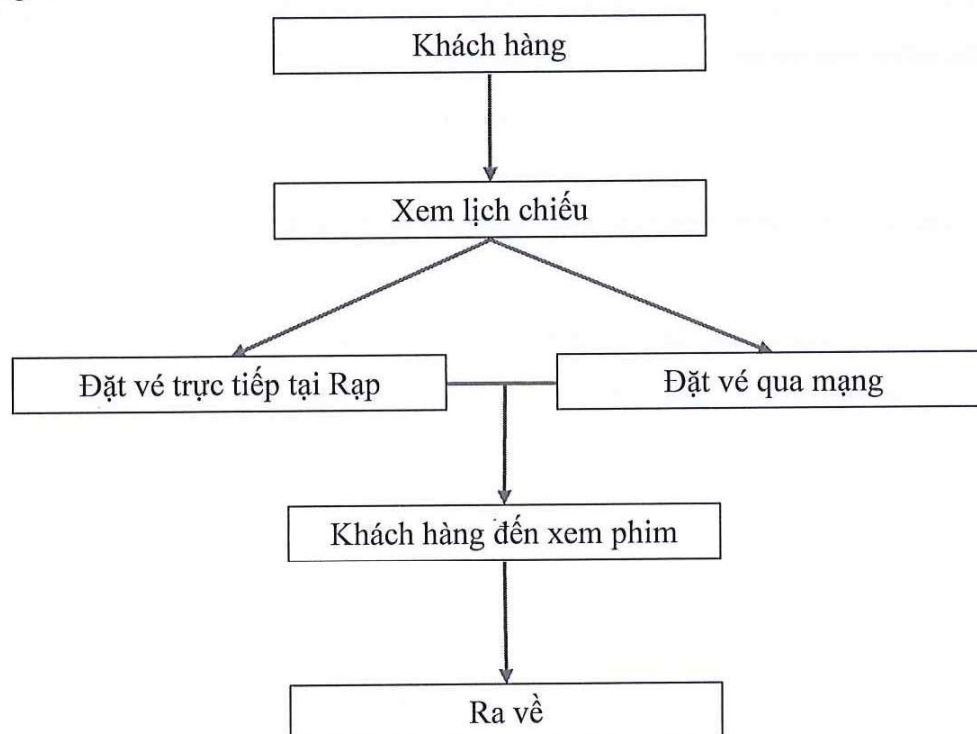 Khách hàng
Xem lịch chiếu
Đặt vé trực tiếp tại Rạp
Đặt vé qua mạng
Khách hàng đến xem phim
Ra về